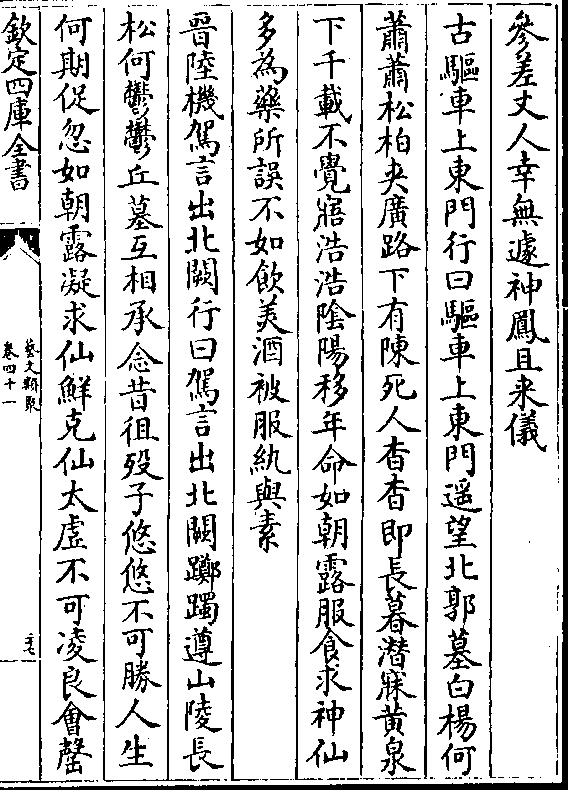 參差丈人幸無遽神鳳且来儀
古驅車上東門行曰驅車上東門遥望北郭墓白楊何
蕭蕭松柏夹廣路下有陳死人杳杳即長暮潜寐黄泉
下千載不覺寤浩浩隂陽移年命如朝露服食求神仙
多為藥所誤不如飲美酒被服紈與素
晉陸機駕言出北闕行曰駕言出北闕躑躅遵山陵長
松何鬱鬱丘墓互相承念昔徂殁子悠悠不可勝人生
何期促忽如朝露凝求仙鮮克仙太虚不可凌良會罄
欽定四庫全書
藝文類聚
卷四十一